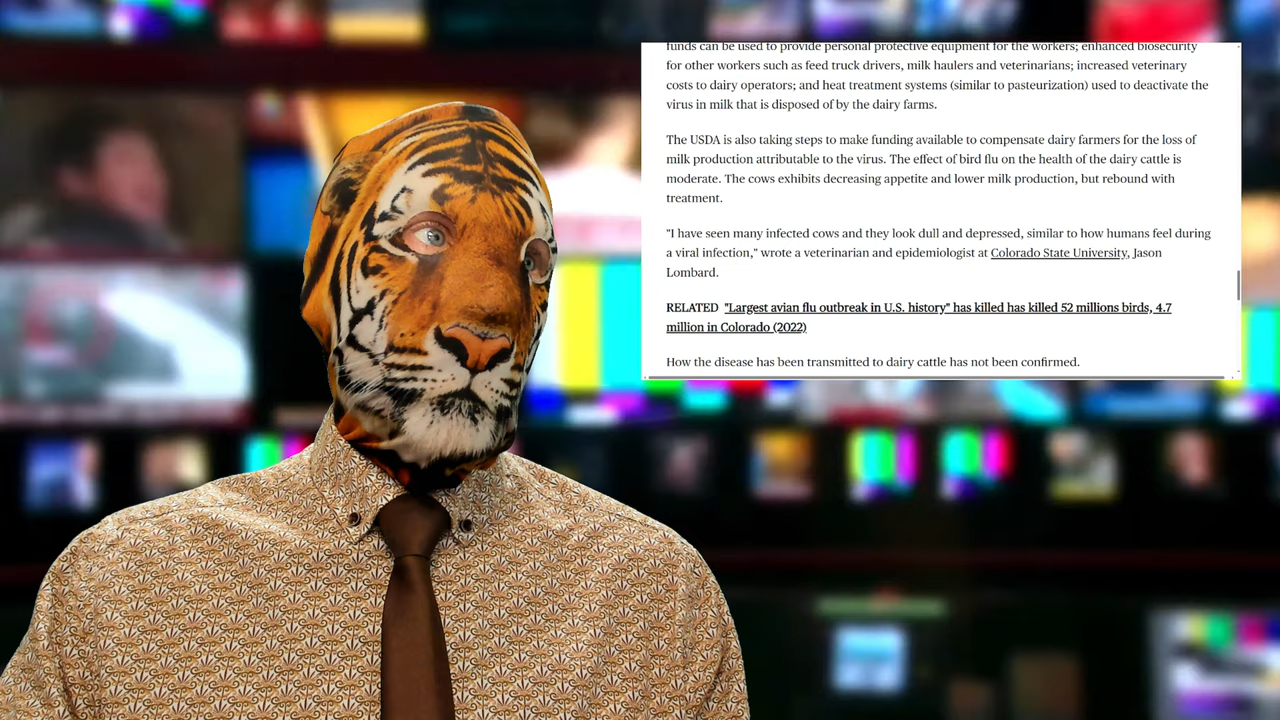 funds can be used to provide personal protective equipment for the workers; enhanced biosecurity
for other workers such as feed truck drivers, milk haulers and veterinarians; increased veterinary
costs to dairy operators; and heat treatment systems (similar to pasteurization) used to deactivate the
virus in milk that is disposed of by the dairy farms.
The USDA is also taking steps to make funding available to compensate dairy farmers for the loss of
milk production attributable to the virus. The effect of bird flu on the health of the dairy cattle is
moderate. The cows exhibits decreasing appetite and lower milk production, but rebound with
treatment.
"I have seen many infected cows and they look dull and depressed, similar to how humans feel during
a viral infection," wrote a veterinarian and epidemiologist at Colorado State University, Jason
Lombard.
RELATED "Largest avian flu outbreak in U.S. history" has killed has killed 52 millions birds, 4.7
million in Colorado (2022)
How the disease has been transmitted to dairy cattle has not been confirmed.